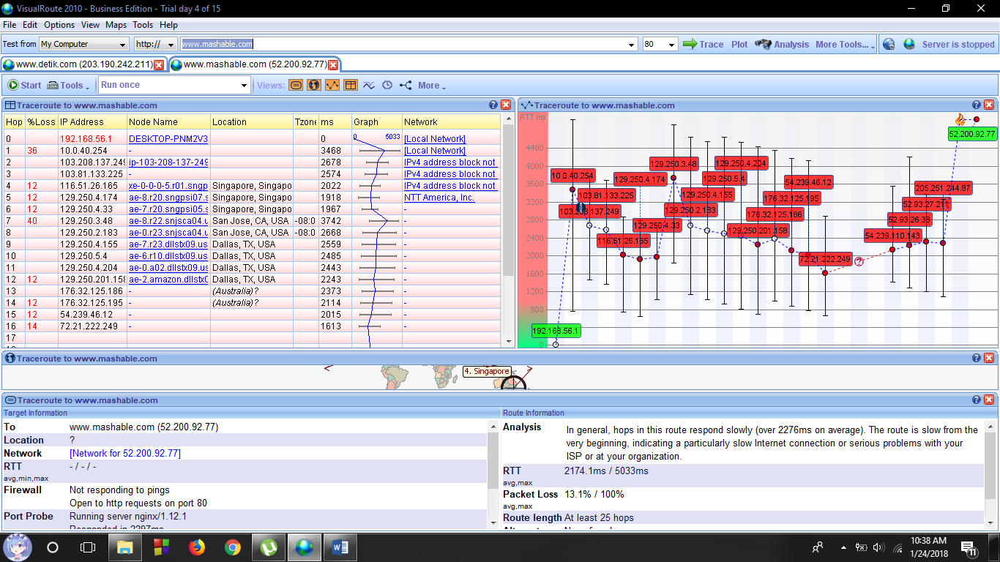 VisualRoute 2010 - Business Edition - Trial day 4 of 15
File Edit Options View Maps Tools Help
Test from My Computer http:// www.mashable.com 80 Trace Plot Analysis More Tools... Server is stopped
www.detik.com (203.190.242.211) www.mashable.com (52.200.92.77)
Start Tools Run once Views: More
Traceroute to www.mashable.com
Hop %Loss IP Address Node Name Location Tzone ms Graph Network
0 192.168.56.1 DESKTOP-PNM2V3 0 0 5033 [Local Network]
1 36 10.0.40.254 - 3468 [Local Network]
2 103.208.137.249 ip-103-208-137-249 2678 IPv4 address block not
3 103.81.133.225 - 2574 IPv4 address block not
4 12 116.51.26.165 xe-0-0-0-5.r01.sngp Singapore, Singapo 2022 IPv4 address block not
5 12 129.250.4.174 ae-8.r20.sngpsi07.s Singapore, Singapo 1918 NTT America, Inc.
6 12 129.250.4.33 ae-7.r20.sngpsi05.s Singapore, Singapo 1967 -
7 40 129.250.3.48 ae-8.r22.snjsca04.u San Jose, CA, USA -08:0 3742 -
8 129.250.2.183 ae-0.r23.snjsca04.u San Jose, CA, USA -08:0 2668 -
9 129.250.4.155 ae-7.r23.dllstx09.us Dallas, TX, USA 2559 -
10 129.250.5.4 ae-6.r10.dllstx09.us Dallas, TX, USA 2485 -
11 129.250.4.204 ae-0.a02.dllstx09.us Dallas, TX, USA 2443 -
12 12 129.250.201.158 ae-2.amazon.dllstx0 Dallas, TX, USA 2243 -
13 176.32.125.186 - (Australia)? 2373 -
14 12 176.32.125.195 - (Australia)? 2114 -
15 12 54.239.46.12 - 2015 -
16 14 72.21.222.249 - 1613 -
17
Traceroute to www.mashable.com
RTT ms
4400
4000
3600
3200
2800
2400
2000
1600
1200
800
400
0
192.168.56.1
10.0.40.254
103.208.137.249
103.81.133.225
116.51.26.165
129.250.4.174
129.250.4.33
129.250.3.48
129.250.2.183
129.250.4.155
129.250.5.4
129.250.4.204
129.250.201.158
176.32.125.186
176.32.125.195
54.239.46.12
72.21.222.249
54.239.110.143
52.93.26.38
52.93.27.211
205.251.244.87
52.200.92.77
Traceroute to www.mashable.com
4. Singapore
Traceroute to www.mashable.com
Target Information
To www.mashable.com (52.200.92.77)
Location ?
Network [Network for 52.200.92.77]
RTT - / - / -
avg,min,max
Firewall Not responding to pings
Open to http requests on port 80
Port Probe Running server nginx/1.12.1
Responded in 2297ms
Route Information
Analysis In general, hops in this route respond slowly (over 2276ms on average). The route is slow from the
very beginning, indicating a particularly slow Internet connection or serious problems with your
ISP or at your organization.
RTT 2174.1ms / 5033ms
avg,max
Packet Loss 13.1% / 100%
avg,max
Route length At least 25 hops
10:38 AM
1/24/2018
11